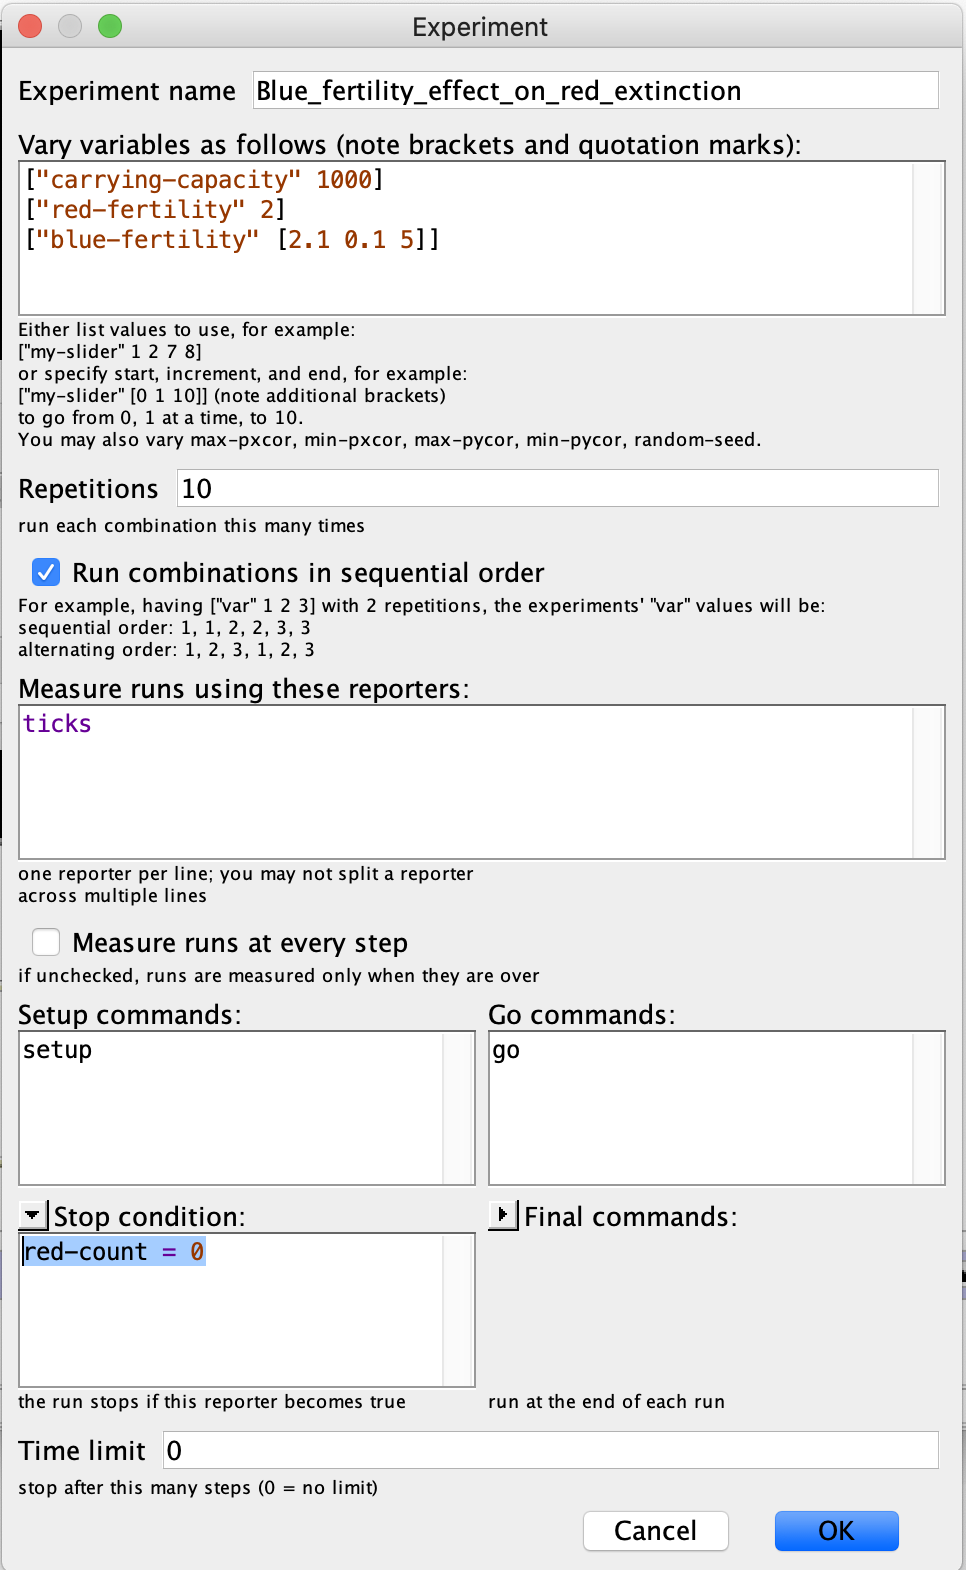 Experiment
Experiment name Blue_fertility_effect_on_red_extinction
Vary variables as follows (note brackets and quotation marks):
["carrying-capacity" 1000]
["red-fertility" 2]
["blue-fertility" [2.1 0.1 5]]
Either list values to use, for example:
["my-slider" 1 2 7 8]
or specify start, increment, and end, for example:
["my-slider" [0 1 10]] (note additional brackets)
to go from 0, 1 at a time, to 10.
You may also vary max-pxcor, min-pxcor, max-pycor, min-pycor, random-seed.
Repetitions 10
run each combination this many times
Run combinations in sequential order
For example, having ["var" 1 2 3] with 2 repetitions, the experiments' "var" values will be:
sequential order: 1, 1, 2, 2, 3, 3
alternating order: 1, 2, 3, 1, 2, 3
Measure runs using these reporters:
ticks
one reporter per line; you may not split a reporter
across multiple lines
Measure runs at every step
if unchecked, runs are measured only when they are over
Setup commands:
setup
Go commands:
go
Stop condition:
red-count = 0
the run stops if this reporter becomes true
Final commands:
run at the end of each run
Time limit 0
stop after this many steps (0 = no limit)
Cancel
OK